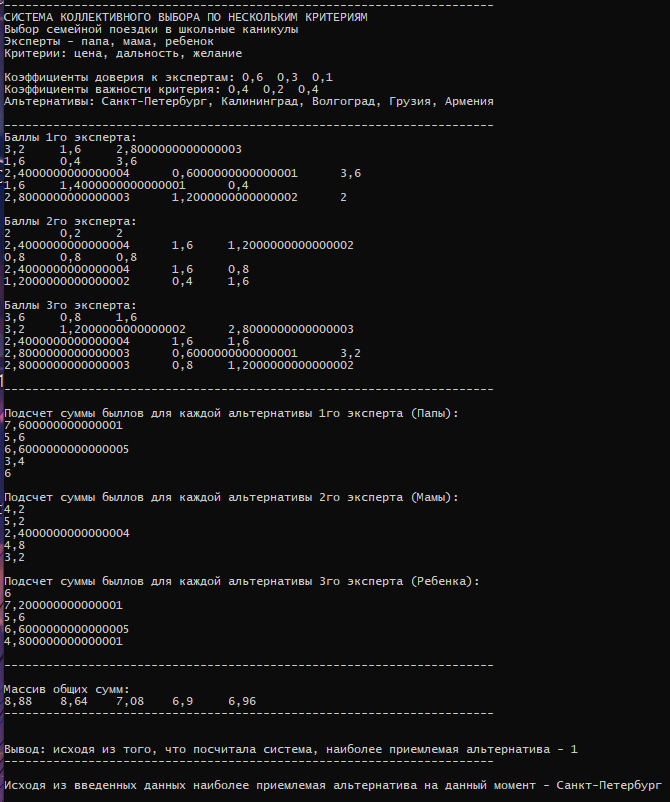 ------------------------------------------------------------------------
СИСТЕМА КОЛЛЕКТИВНОГО ВЫБОРА ПО НЕСКОЛЬКИМ КРИТЕРИЯМ
Выбор семейной поездки в школьные каникулы
Эксперты - папа, мама, ребенок
Критерии: цена, дальность, желание

Коэффициенты доверия к экспертам: 0,6  0,3  0,1
Коэффициенты важности критерия: 0,4  0,2  0,4
Альтернативы: Санкт-Петербург, Калининград, Волгоград, Грузия, Армения

------------------------------------------------------------------------
Баллы 1го эксперта:
3,2     1,6     2,8000000000000003
1,6     0,4     3,6
2,4000000000000004      0,6000000000000001      3,6
1,6     1,4000000000000001      0,4
2,8000000000000003      1,2000000000000002      2

Баллы 2го эксперта:
2       0,2     2
2,4000000000000004      1,6     1,2000000000000002
0,8     0,8     0,8
2,4000000000000004      1,6     0,8
1,2000000000000002      0,4     1,6

Баллы 3го эксперта:
3,6     0,8     1,6
3,2     1,2000000000000002      2,8000000000000003
2,4000000000000004      1,6     1,6
2,8000000000000003      0,6000000000000001      3,2
2,8000000000000003      0,8     1,2000000000000002

------------------------------------------------------------------------

Подсчет суммы быллов для каждой альтернативы 1го эксперта (Папы):
7,600000000000001
5,6
6,6000000000000005
3,4
6

Подсчет суммы быллов для каждой альтернативы 2го эксперта (Мамы):
4,2
5,2
2,4000000000000004
4,8
3,2

Подсчет суммы быллов для каждой альтернативы 3го эксперта (Ребенка):
6
7,200000000000001
5,6
6,6000000000000005
4,800000000000001

------------------------------------------------------------------------

Массив общих сумм:
8,88    8,64    7,08    6,9     6,96
------------------------------------------------------------------------


Вывод: исходя из того, что посчитала система, наиболее приемлемая альтернатива - 1
------------------------------------------------------------------------

Исходя из введенных данных наиболее приемлемая альтернатива на данный момент - Санкт-Петербург